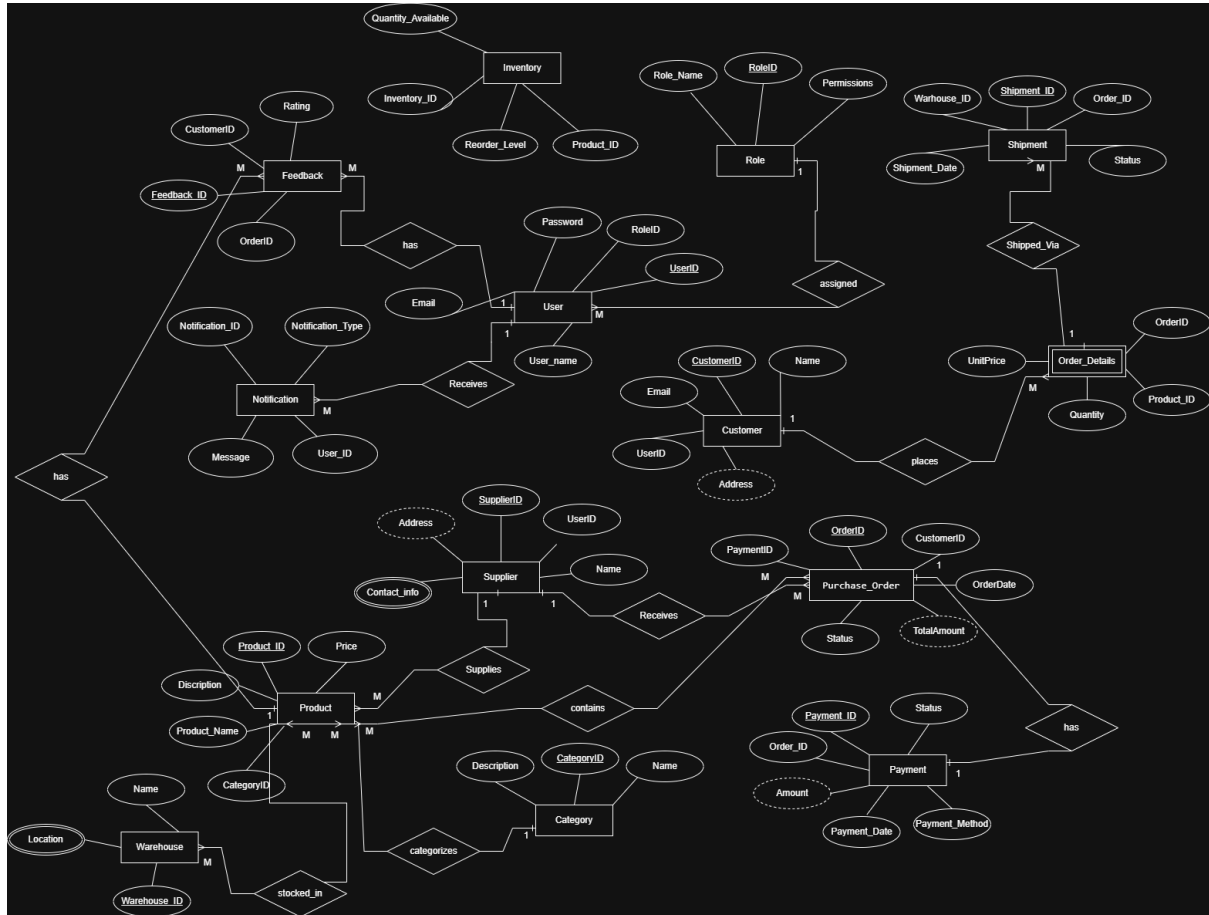 Quantity_Available
Inventory
Inventory_ID
Reorder_Level
Product_ID
Role_Name
RoleID
Permissions
Role
1
Warhouse_ID
Shipment_ID
Order_ID
Shipment
Shipment_Date
Status
M
Rating
CustomerID
M
Feedback
M
Feedback_ID
OrderID
has
Password
RoleID
UserID
Email
User
1
1
M
User_name
assigned
Shipped_Via
Notification_ID
Notification_Type
Notification
M
Message
User_ID
Receives
1
OrderID
UnitPrice
Order_Details
M
Product_ID
Quantity
CustomerID
Name
Email
Customer
1
UserID
Address
places
has
SupplierID
Address
UserID
Supplier
Name
Contact_info
1
1
Receives
Supplies
PaymentID
OrderID
CustomerID
1
M
Purchase_Order
OrderDate
M
Status
TotalAmount
Product_ID
Price
Discription
M
Product
1
Product_Name
M
M
M
CategoryID
contains
has
Payment_ID
Status
Order_ID
Payment
1
Amount
Payment_Date
Payment_Method
Description
CategoryID
Name
Category
1
categorizes
Name
Location
Warehouse
M
Warehouse_ID
stocked_in